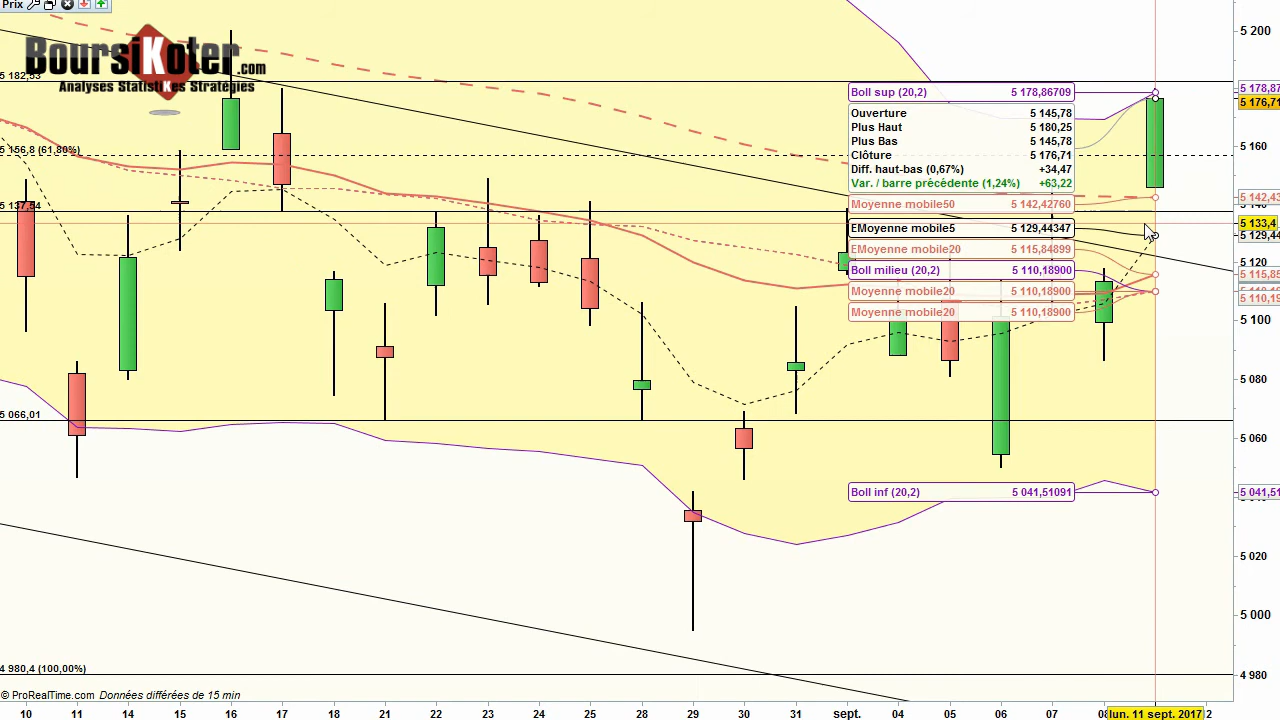 Prix
BoursiKoter.com
Analyses StatistiKes Stratégies
5 182,53
5 156,8 (61,80%)
5 137,54
5 066,01
4 980,4 (100,00%)
Boll sup (20,2) 5 178,86709
Ouverture 5 145,78
Plus Haut 5 180,25
Plus Bas 5 145,78
Clôture 5 176,71
Diff. haut-bas (0,67%) +34,47
Var. / barre précédente (1,24%) +63,22
Moyenne mobile50 5 142,42760
EMoyenne mobile5 5 129,44347
EMoyenne mobile20 5 115,84899
Boll milieu (20,2) 5 110,18900
Moyenne mobile20 5 110,18900
Moyenne mobile20 5 110,18900
Boll inf (20,2) 5 041,51091
5 200
5 178,87
5 176,71
5 160
5 142,43
5 133,4
5 129,44
5 120
5 115,85
5 110,19
5 100
5 080
5 060
5 041,51
5 020
5 000
4 980
© ProRealTime.com Données différées de 15 min
10 11 14 15 16 17 18 21 22 23 24 25 28 29 30 31 sept. 04 05 06 07 lun. 11 sept. 2017